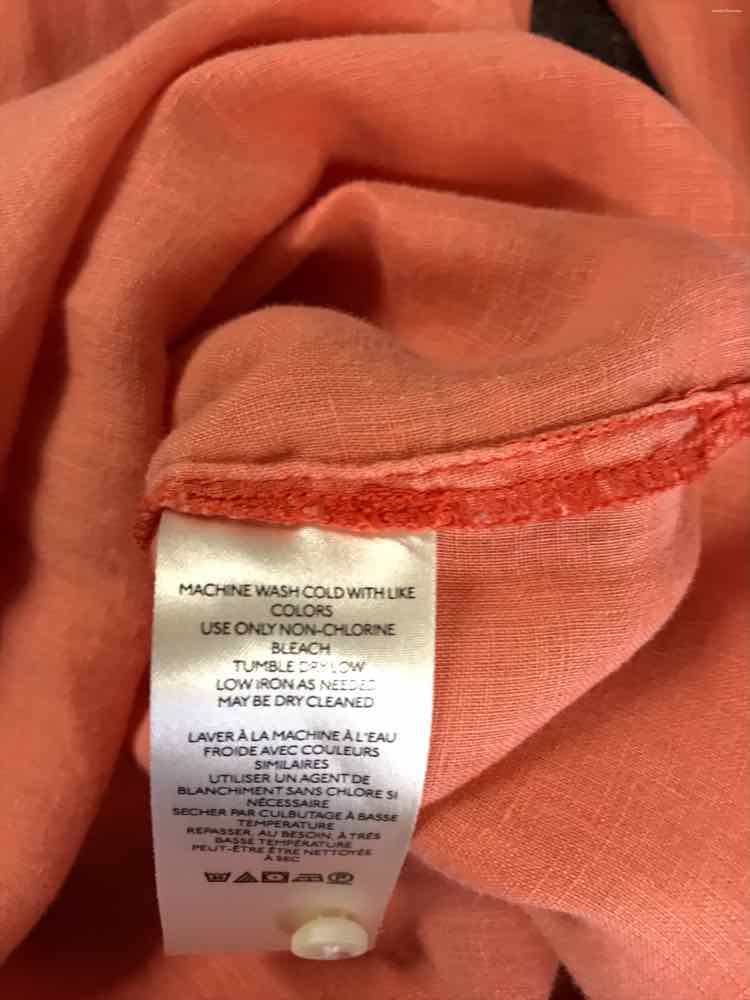 MACHINE WASH COLD WITH LIKE
COLORS
USE ONLY NON-CHLORINE
BLEACH
TUMBLE DRY LOW
LOW IRON AS NEEDED
MAY BE DRY CLEANED
LAVER À LA MACHINE À L'EAU
FROIDE AVEC COULEURS
SIMILAIRES
UTILISER UN AGENT DE
BLANCHIMENT SANS CHLORE SI
NÉCESSAIRE
SECHER PAR CULBUTAGE À BASSE
TEMPERATURE
REPASSER, AU BESOIN, À TRÈS
BASSE TEMPÉRATURE
PEUT-ÊTRE ÊTRE NETTOYÉE
À SEC